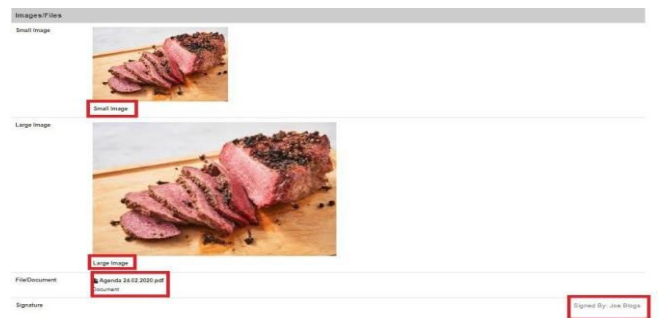 Images/Files
Small Image
Small Image
Large Image
Large Image
File/Document
Agenda 24.02.2020.pdf
Document
Signature
Signed By: Joe Blogs